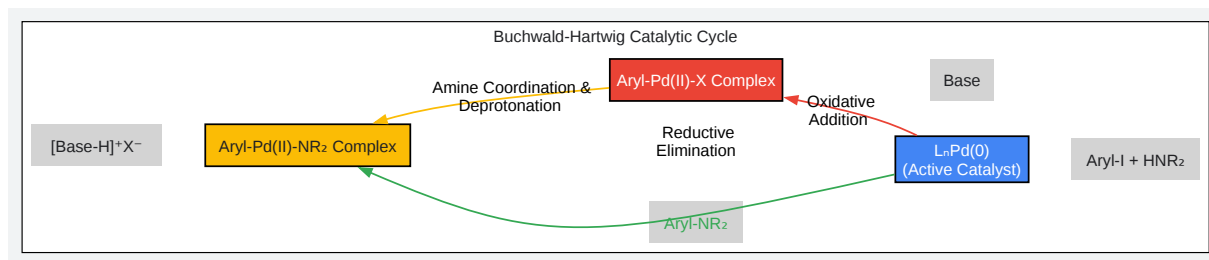 Buchwald-Hartwig Catalytic Cycle
Aryl-Pd(II)-X Complex
Base
Amine Coordination &
Deprotonation
Oxidative
Addition
Reductive
Elimination
[Base-H]⁺X⁻
Aryl-Pd(II)-NR₂ Complex
LₙPd(0)
(Active Catalyst)
Aryl-I + HNR₂
Aryl-NR₂